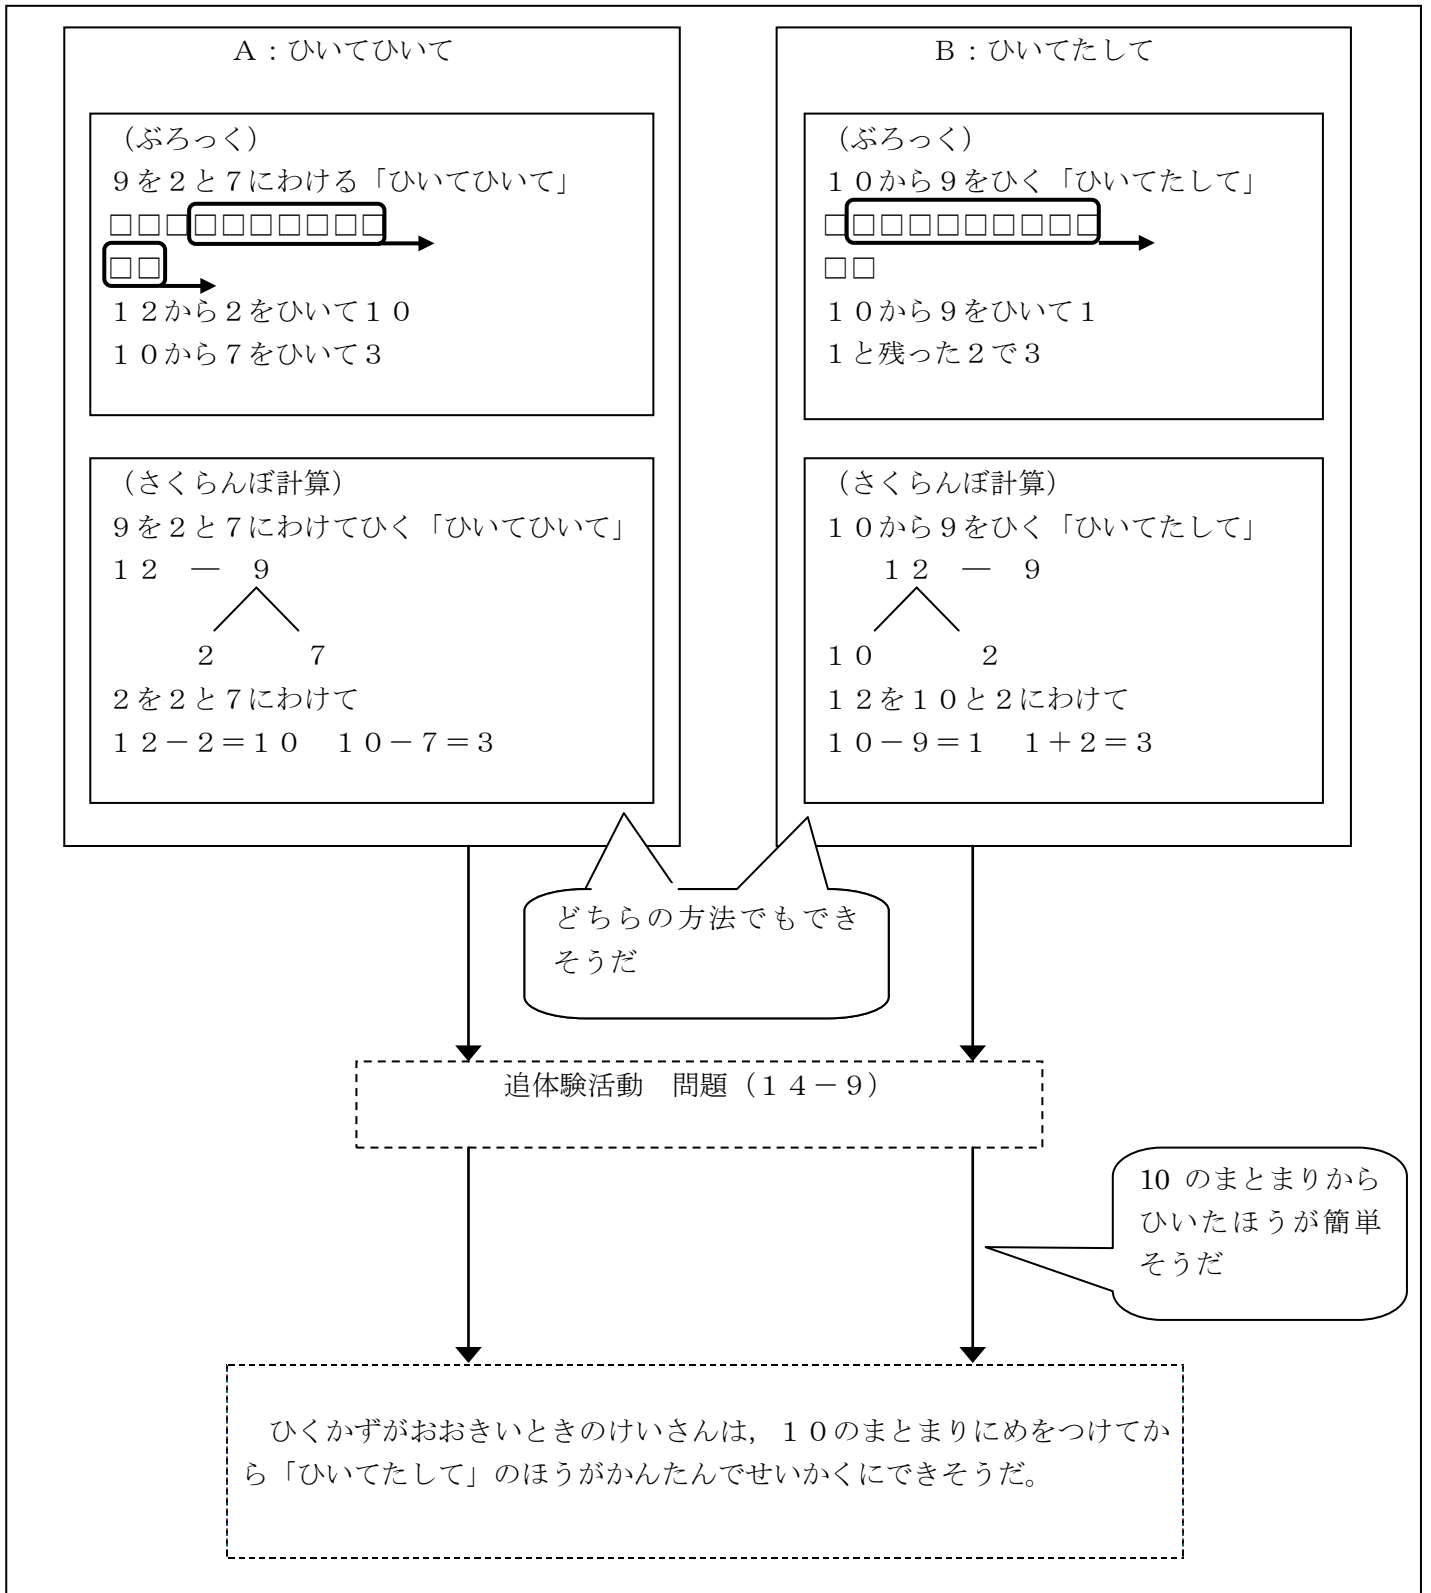 A：ひいてひいて
（ぶろっく）
９を２と７にわける「ひいてひいて」
□□□□□□□□□□
□□
１２から２をひいて１０
１０から７をひいて３
（さくらんぼ計算）
９を２と７にわけてひく「ひいてひいて」
１２　―　９
２　７
２を２と７にわけて
１２－２＝１０　１０－７＝３
B：ひいてたして
（ぶろっく）
１０から９をひく「ひいてたして」
□□□□□□□□□□
□□
１０から９をひいて１
１と残った２で３
（さくらんぼ計算）
１０から９をひく「ひいてたして」
１２　―　９
１０　２
１２を１０と２にわけて
１０－９＝１　１＋２＝３
どちらの方法でもでき
そうだ
追体験活動　問題（１４－９）
10 のまとまりから
ひいたほうが簡単
そうだ
ひくかずがおおきいときのけいさんは，１０のまとまりにめをつけてか
ら「ひいてたして」のほうがかんたんでせいかくにできそうだ。